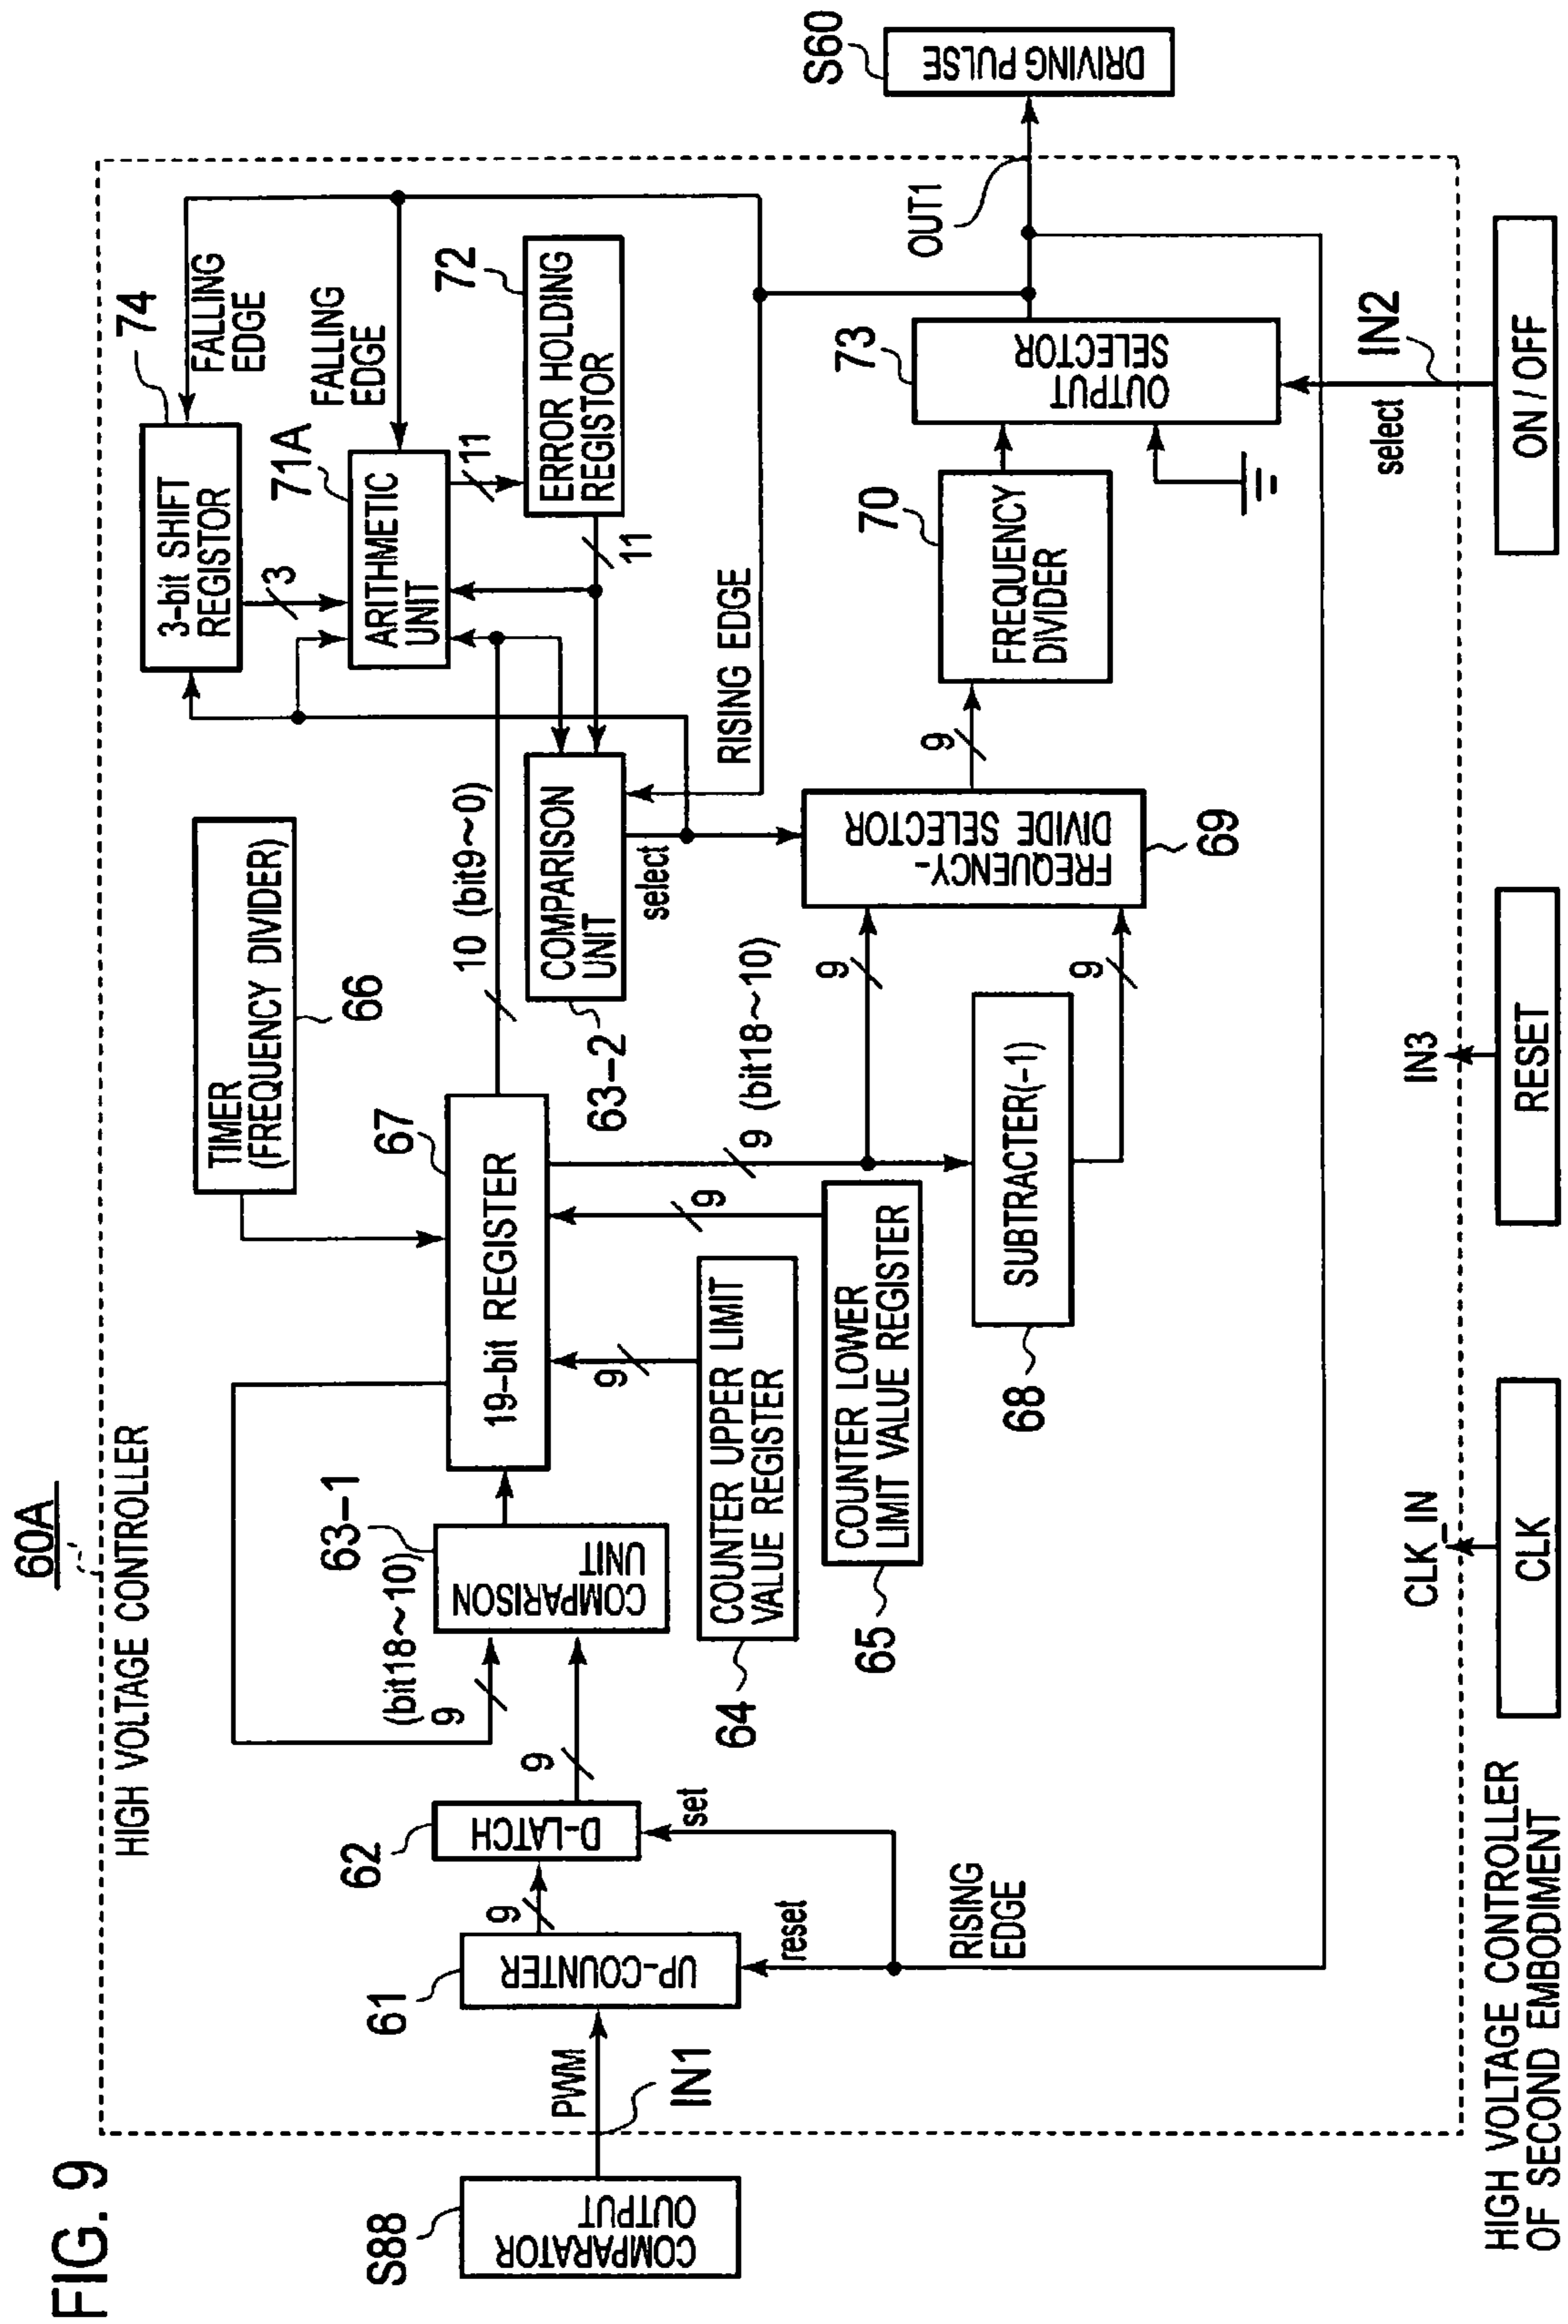 FIG. 9
60A
HIGH VOLTAGE CONTROLLER
S88
COMPARATOR
OUTPUT
PWM
IN1
61
UP-COUNTER
reset
9
62
D-LATCH
set
RISING
EDGE
9
9
(bit18~10)
63-1
COMPARISON
UNIT
67
19-bit REGISTER
TIMER
(FREQUENCY DIVIDER)
66
64
COUNTER UPPER LIMIT
VALUE REGISTER
9
65
COUNTER LOWER
LIMIT VALUE REGISTER
9
9 (bit18~10)
10 (bit9~0)
68
SUBTRACTER(-1)
9
9
63-2
COMPARISON
UNIT
select
RISING EDGE
FREQUENCY-
DIVIDE SELECTOR
69
9
70
FREQUENCY
DIVIDER
74
3-bit SHIFT
REGISTOR
3
FALLING
EDGE
71A
ARITHMETIC
UNIT
FALLING
EDGE
11
72
ERROR HOLDING
REGISTOR
11
73
OUTPUT
SELECTOR
OUT1
S60
DRIVING PULSE
select
IN2
ON / OFF
IN3
RESET
CLK_IN
CLK
HIGH VOLTAGE CONTROLLER
OF SECOND EMBODIMENT